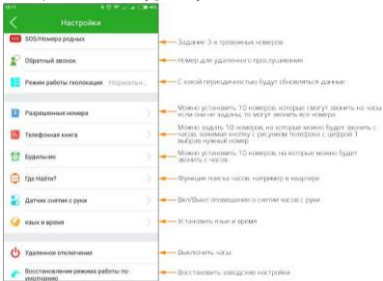 Настройки
SOS/Номера родных
Задание 3-х тревожных номеров
Обратный звонок
Номер для удаленного прослушивания
Режим работы геолокации Нормальн...
С какой периодичностью будут обновляться данные
Разрешенные номера
Можно установить 10 номеров, которые смогут звонить на часы,
если они не заданы, то могут звонить все номера
Телефонная книга
Можно задать 10 номеров, на которые можно будет звонить с
часов, зажимая кнопку с рисунком телефона с цифрой 1
выбрав нужный номер
Будильник
Можно установить 10 номеров, на которые можно будет
звонить с часов
Где Найти?
Функция поиска часов, например в квартире
Датчик снятия с руки
Вкл/Выкл оповещения о снятии часов с руки
язык и время
Установить язык и время
Удаленное отключение
Выключить часы
Восстановление режима работы по
умолчанию
Восстановить заводские настройки